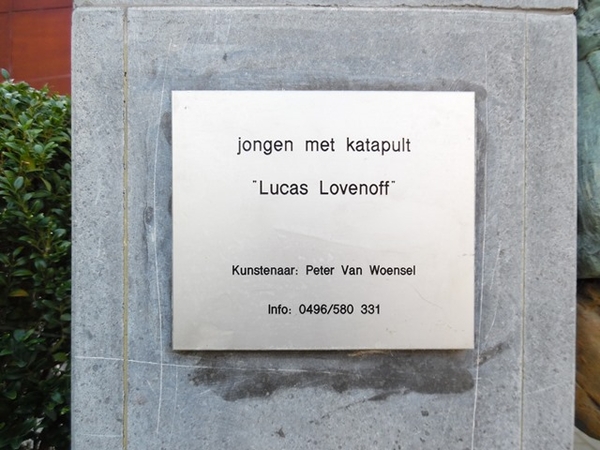 jongen met katapult
"Lucas Lovenoff"
Kunstenaar: Peter Van Woensel
Info: 0496/580 331